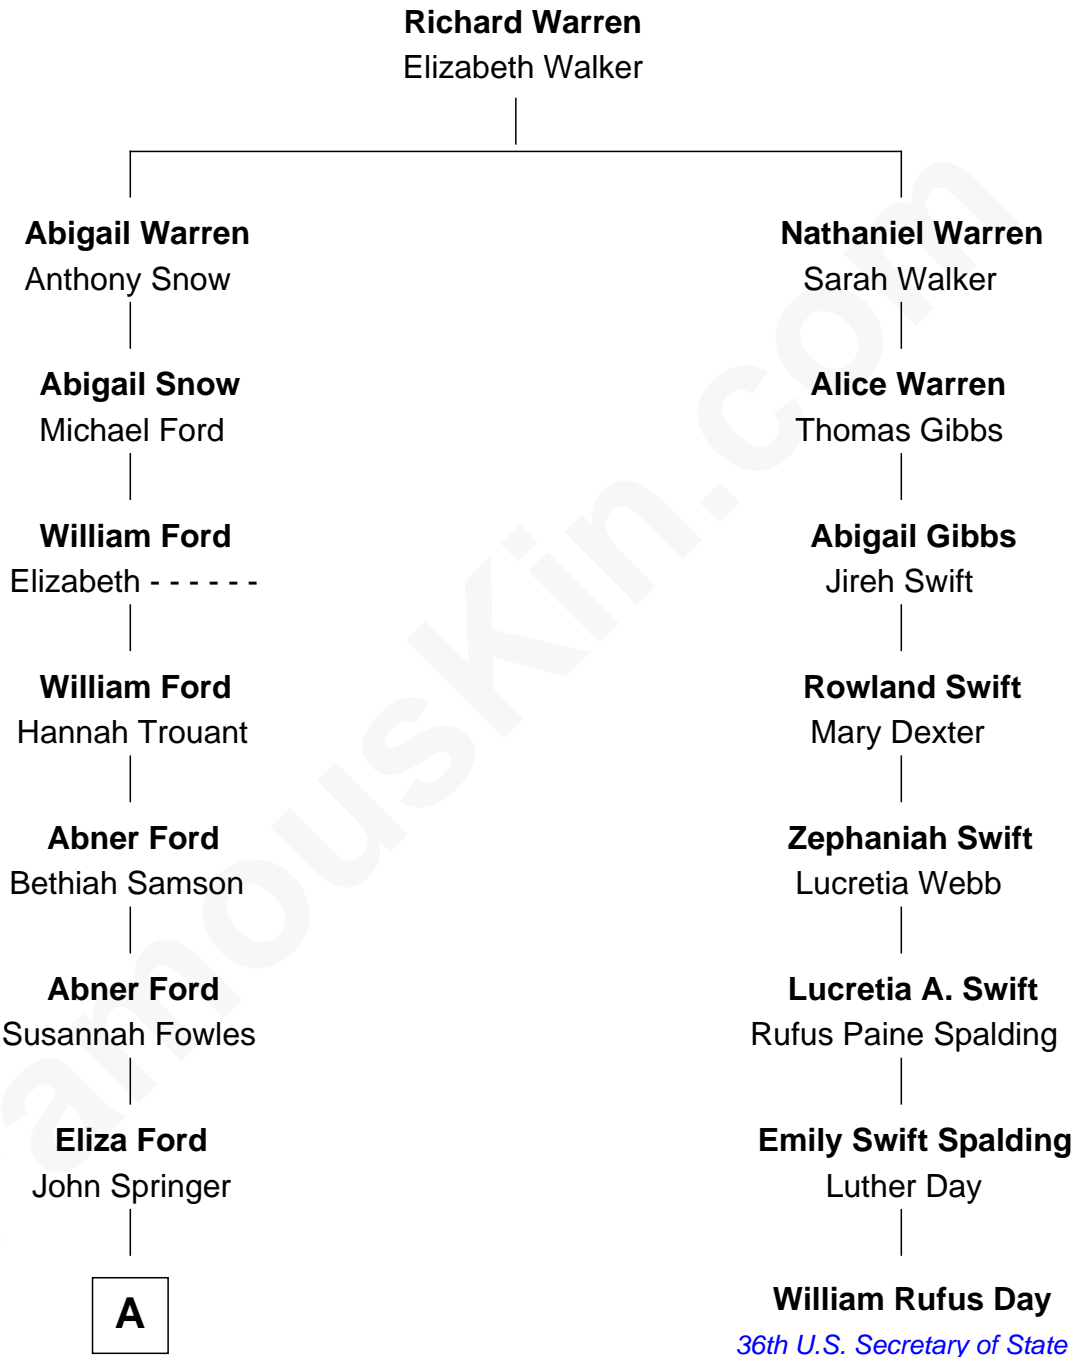 Richard Warren
Elizabeth Walker
Abigail Warren
Anthony Snow
Nathaniel Warren
Sarah Walker
Abigail Snow
Michael Ford
Alice Warren
Thomas Gibbs
William Ford
Elizabeth - - - - - -
Abigail Gibbs
Jireh Swift
William Ford
Hannah Trouant
Rowland Swift
Mary Dexter
Abner Ford
Bethiah Samson
Zephaniah Swift
Lucretia Webb
Abner Ford
Susannah Fowles
Lucretia A. Swift
Rufus Paine Spalding
Eliza Ford
John Springer
Emily Swift Spalding
Luther Day
A
William Rufus Day
36th U.S. Secretary of State
amouskin.com